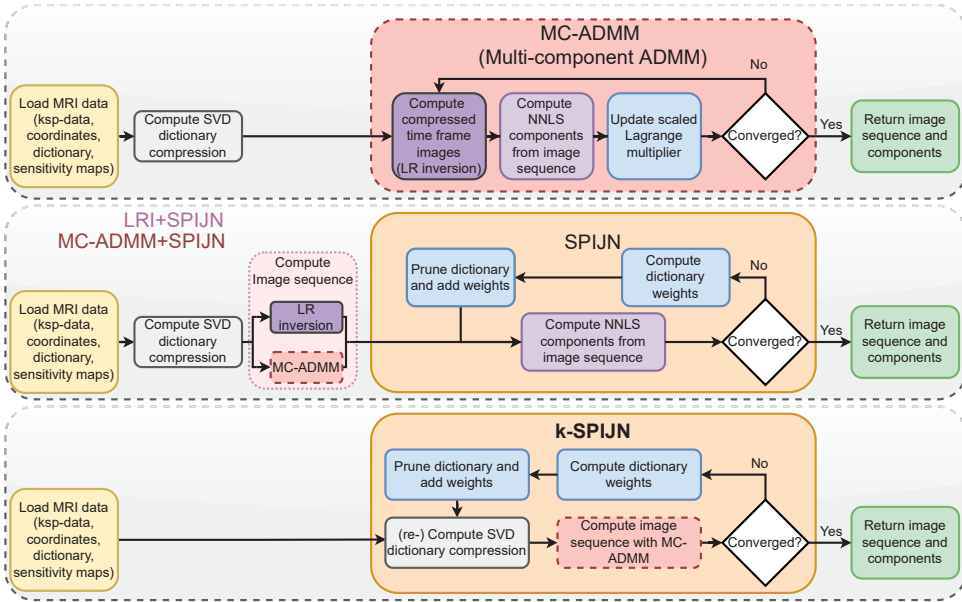 MC-ADMM
(Multi-component ADMM)
No
Load MRI data
(ksp-data,
coordinates,
dictionary,
sensitivity maps)
Compute SVD
dictionary
compression
Compute
compressed
time frame
images
(LR inversion)
Compute
NNLS
components
from image
sequence
Update scaled
Lagrange
multiplier
Converged?
Yes
Return image
sequence and
components
LRI+SPIJN
MC-ADMM+SPIJN
SPIJN
Compute
Image sequence
LR
inversion
MC-ADMM
Load MRI data
(ksp-data,
coordinates,
dictionary,
sensitivity maps)
Compute SVD
dictionary
compression
Prune dictionary
and add weights
Compute
dictionary
weights
No
Compute NNLS
components from
image sequence
Converged?
Yes
Return image
sequence and
components
k-SPIJN
Prune dictionary and
add weights
Compute dictionary
weights
No
Load MRI data
(ksp-data,
coordinates,
dictionary,
sensitivity maps)
(re-) Compute SVD
dictionary compression
Compute image
sequence with MC-
ADMM
Converged?
Yes
Return image
sequence and
components